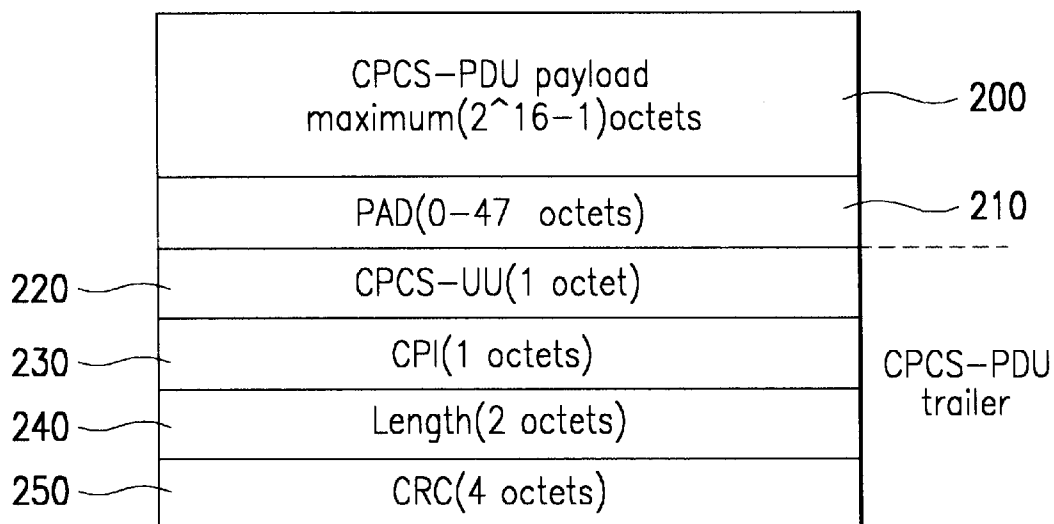 CPCS-PDU payload
maximum(2^16-1)octets
200
PAD(0-47 octets)
210
220
CPCS-UU(1 octet)
230
CPI(1 octets)
CPCS-PDU
trailer
240
Length(2 octets)
250
CRC(4 octets)